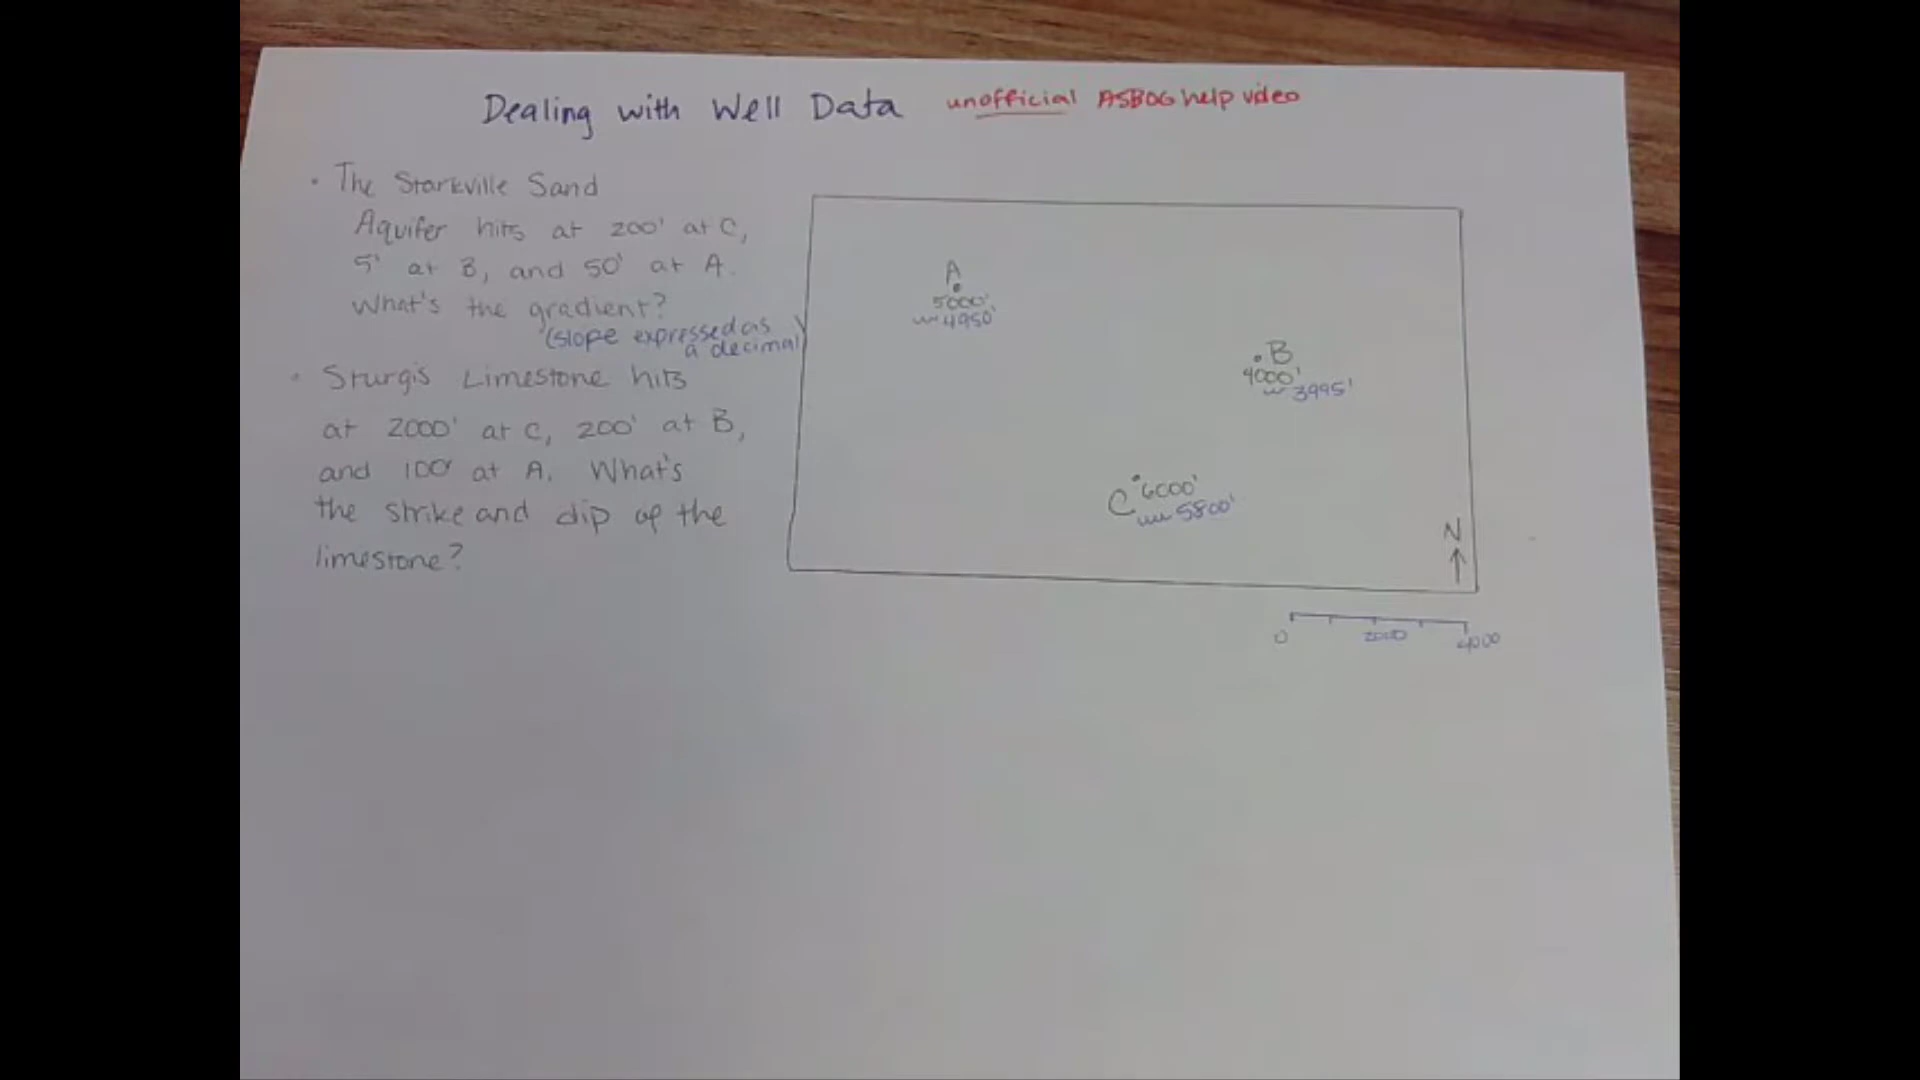 Dealing with Well Data unofficial ASBOG help video
• The Starkville Sand
Aquifer hits at 200' at C,
5' at B, and 50' at A.
What's the gradient?
(slope expressed as
a decimal)
• Sturgis Limestone hits
at 2000' at C, 200' at B,
and 100' at A. What's
the strike and dip of the
limestone?
A
5000'
w 4950'
B
4000'
w 3995'
C 6000'
w 5800'
N
0 2000 4000